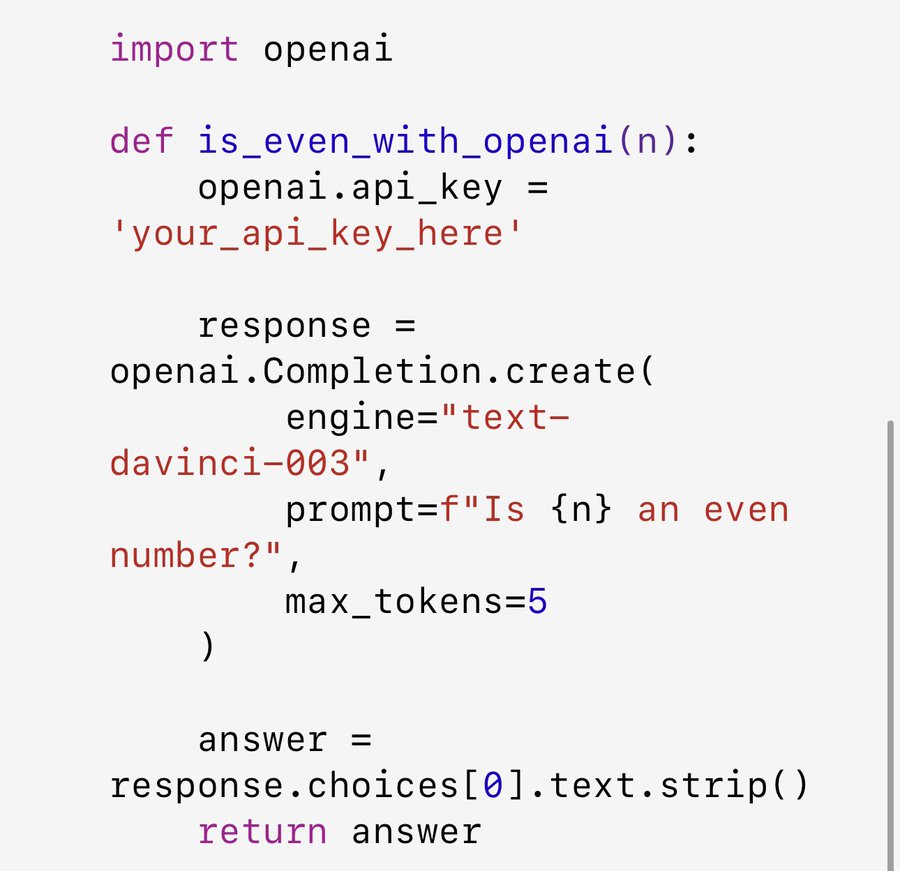 import openai

def is_even_with_openai(n):
    openai.api_key =
'your_api_key_here'

    response =
openai.Completion.create(
        engine="text-
davinci-003",
        prompt=f"Is {n} an even
number?",
        max_tokens=5
    )

    answer =
response.choices[0].text.strip()
    return answer